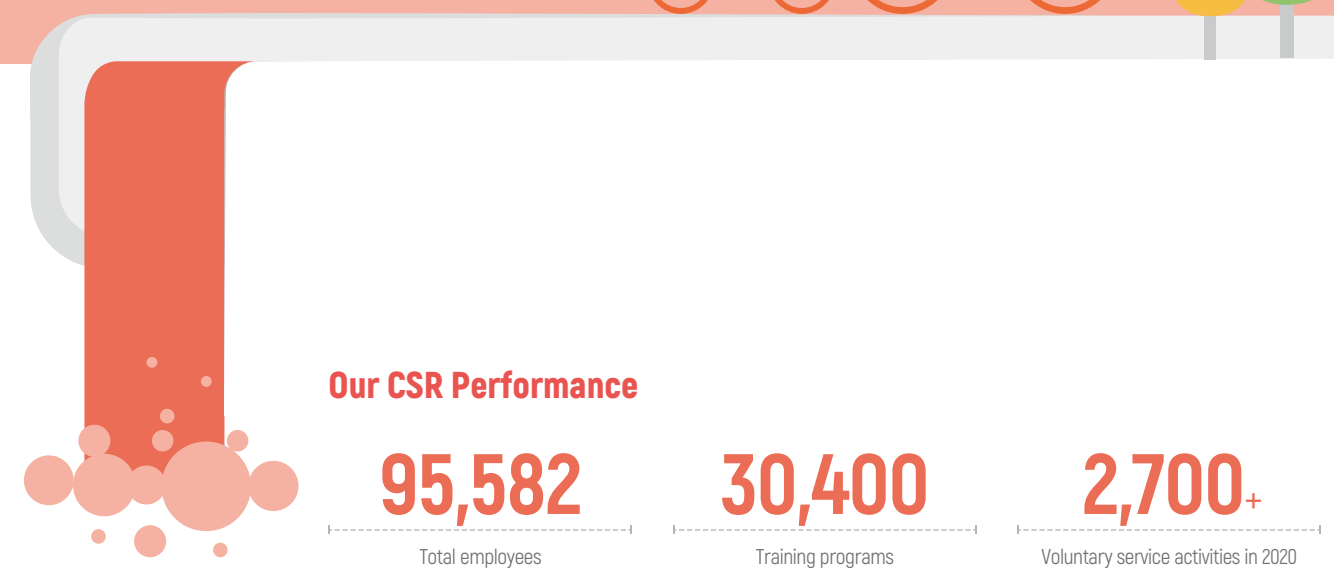 Our CSR Performance
95,582
Total employees
30,400
Training programs
2,700+
Voluntary service activities in 2020